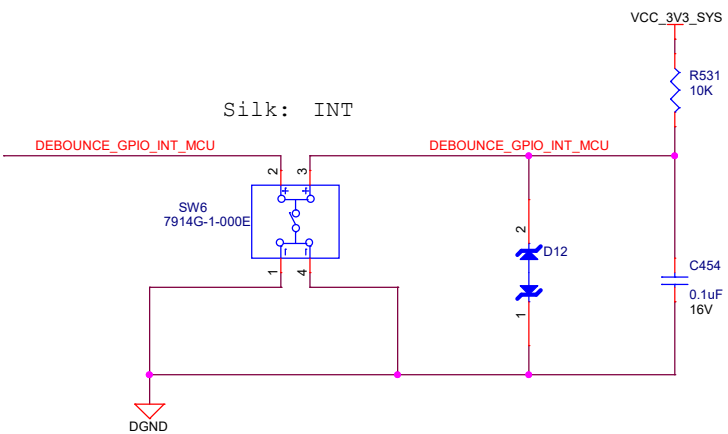 VCC_3V3_SYS
R531
10K
Silk: INT
DEBOUNCE_GPIO_INT_MCU
DEBOUNCE_GPIO_INT_MCU
2
3
SW6
7914G-1-000E
1
4
2
D12
1
C454
0.1uF
16V
DGND